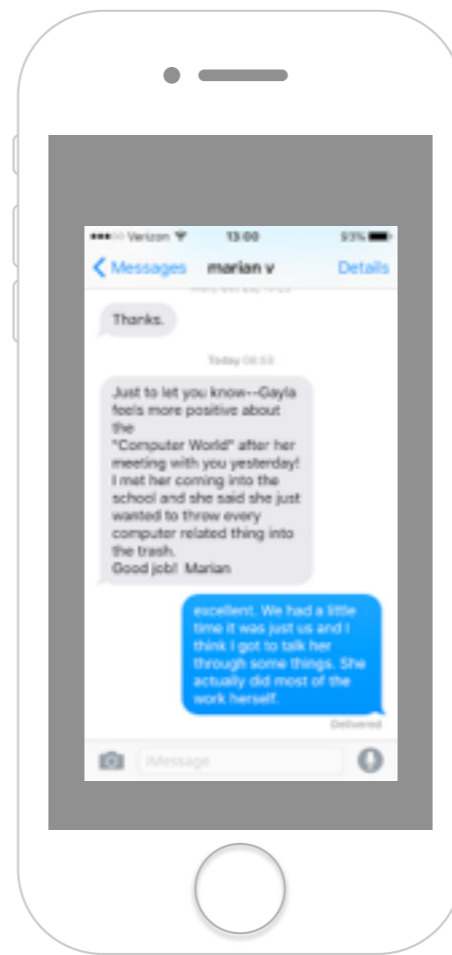 Verizon 13:00 93%
Messages marian v Details
Thanks.
Today 08:53
Just to let you know--Gayla
feels more positive about
the
"Computer World" after her
meeting with you yesterday!
I met her coming into the
school and she said she just
wanted to throw every
computer related thing into
the trash.
Good job! Marian
excellent. We had a little
time it was just us and I
think I got to talk her
through some things. She
actually did most of the
work herself.
Delivered
iMessage